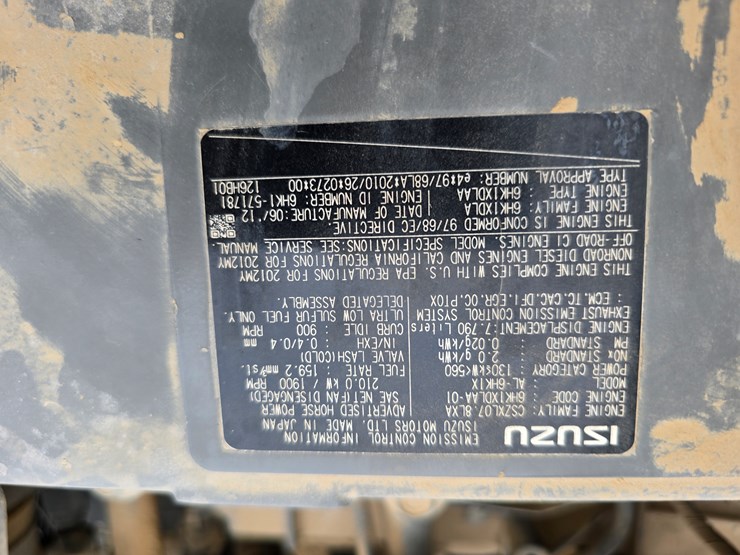 ISUZU
EMISSION CONTROL INFORMATION
ISUZU MOTORS LTD. MADE IN JAPAN
ENGINE FAMILY: CSZXL07.8LXA ADVERTISED HORSE POWER
ENGINE CODE : 6HK1XDLAA-01 SAE NET(FAN DISENGAGED)
MODEL : AL-6HK1X 210.0 kW / 1900 RPM
POWER CATEGORY : 130≤kW≤560 FUEL RATE : 159.2 mm³/st.
NOx STANDARD : 2.0 g/kWh VALVE LASH(COLD)
PM STANDARD : 0.02g/kWh IN/EXH : 0.4/0.4 mm
ENGINE DISPLACEMENT:7.790 liters CURB IDLE : 900 RPM
EXHAUST EMISSION CONTROL SYSTEM ULTRA LOW SULFUR FUEL ONLY.
: ECM,TC,CAC,DFI,EGR,OC,PTOX DELEGATED ASSEMBLY.
THIS ENGINE COMPLIES WITH U.S. EPA REGULATIONS FOR 2012MY
NONROAD DIESEL AND CALIFORNIA REGULATIONS FOR 2012MY
OFF-ROAD CI ENGINES. MODEL SPECIFICATIONS:SEE SERVICE MANUAL.
THIS ENGINE IS CONFORMED 97/68/EC DIRECTIVE.
ENGINE FAMILY : 6HK1XDLA DATE OF MANUFACTURE:06/'12
ENGINE TYPE : 6HK1XDLAA ENGINE ID NUMBER: 6HK1-571781
TYPE APPROVAL NUMBER: e4*97/68LA*2010/26*0273*00 126HB01